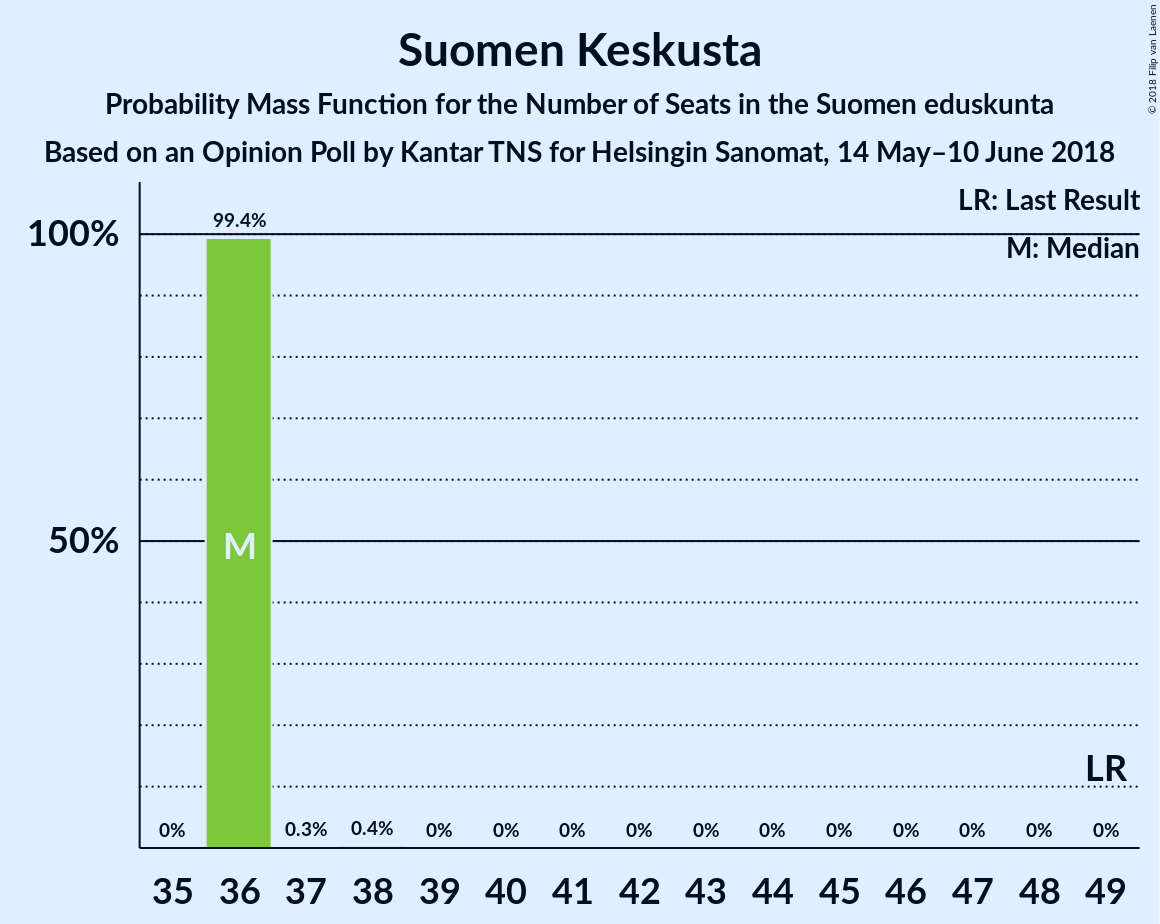 Suomen Keskusta
Probability Mass Function for the Number of Seats in the Suomen eduskunta
Based on an Opinion Poll by Kantar TNS for Helsingin Sanomat, 14 May–10 June 2018
© 2018 Filip van Laenen
LR: Last Result
M: Median
100%
50%
99.4%
M
LR
0%
0.3%
0.4%
0%
0%
0%
0%
0%
0%
0%
0%
0%
0%
0%
35 36 37 38 39 40 41 42 43 44 45 46 47 48 49